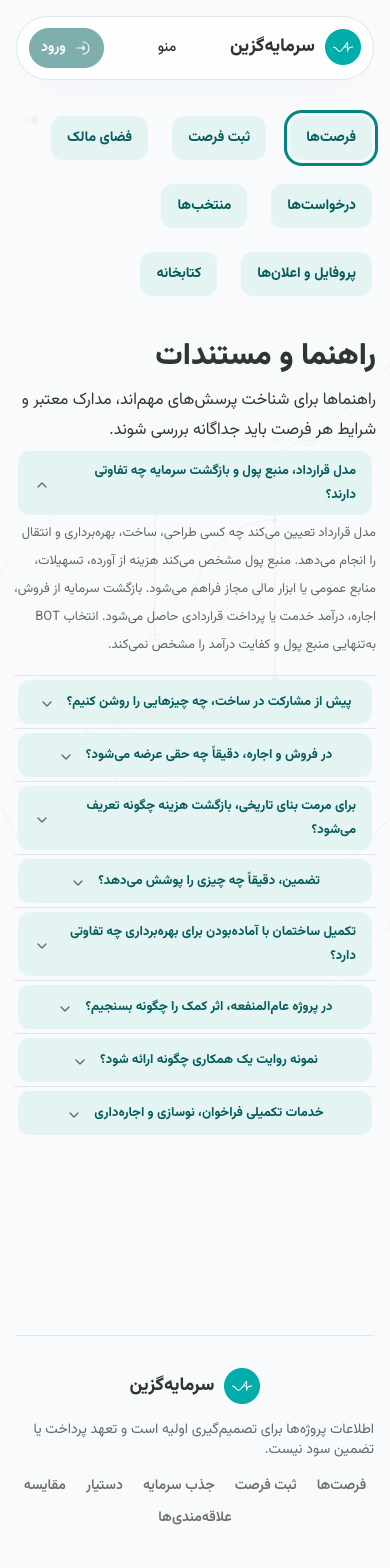 سرمایه‌گزین
منو
ورود
فرصت‌ها
ثبت فرصت
فضای مالک
درخواست‌ها
منتخب‌ها
پروفایل و اعلان‌ها
کتابخانه
راهنما و مستندات
راهنماها برای شناخت پرسش‌های مهم‌اند، مدارک معتبر و
شرایط هر فرصت باید جداگانه بررسی شوند.
مدل قرارداد، منبع پول و بازگشت سرمایه چه تفاوتی
دارند؟
مدل قرارداد تعیین می‌کند چه کسی طراحی، ساخت، بهره‌برداری و انتقال
را انجام می‌دهد. منبع پول مشخص می‌کند هزینه از آورده، تسهیلات،
منابع عمومی یا ابزار مالی مجاز فراهم می‌شود. بازگشت سرمایه از فروش،
اجاره، درآمد خدمت یا پرداخت قراردادی حاصل می‌شود. انتخاب BOT
به‌تنهایی منبع پول و کفایت درآمد را مشخص نمی‌کند.
پیش از مشارکت در ساخت، چه چیزهایی را روشن کنیم؟
در فروش و اجاره، دقیقاً چه حقی عرضه می‌شود؟
برای مرمت بنای تاریخی، بازگشت هزینه چگونه تعریف
می‌شود؟
تضمین، دقیقاً چه چیزی را پوشش می‌دهد؟
تکمیل ساختمان با آماده‌بودن برای بهره‌برداری چه تفاوتی
دارد؟
در پروژه عام‌المنفعه، اثر کمک را چگونه بسنجیم؟
نمونه روایت یک همکاری چگونه ارائه شود؟
خدمات تکمیلی فراخوان، نوسازی و اجاره‌داری
سرمایه‌گزین
اطلاعات پروژه‌ها برای تصمیم‌گیری اولیه است و تعهد پرداخت یا
تضمین سود نیست.
فرصت‌ها ثبت فرصت جذب سرمایه دستیار مقایسه
علاقه‌مندی‌ها